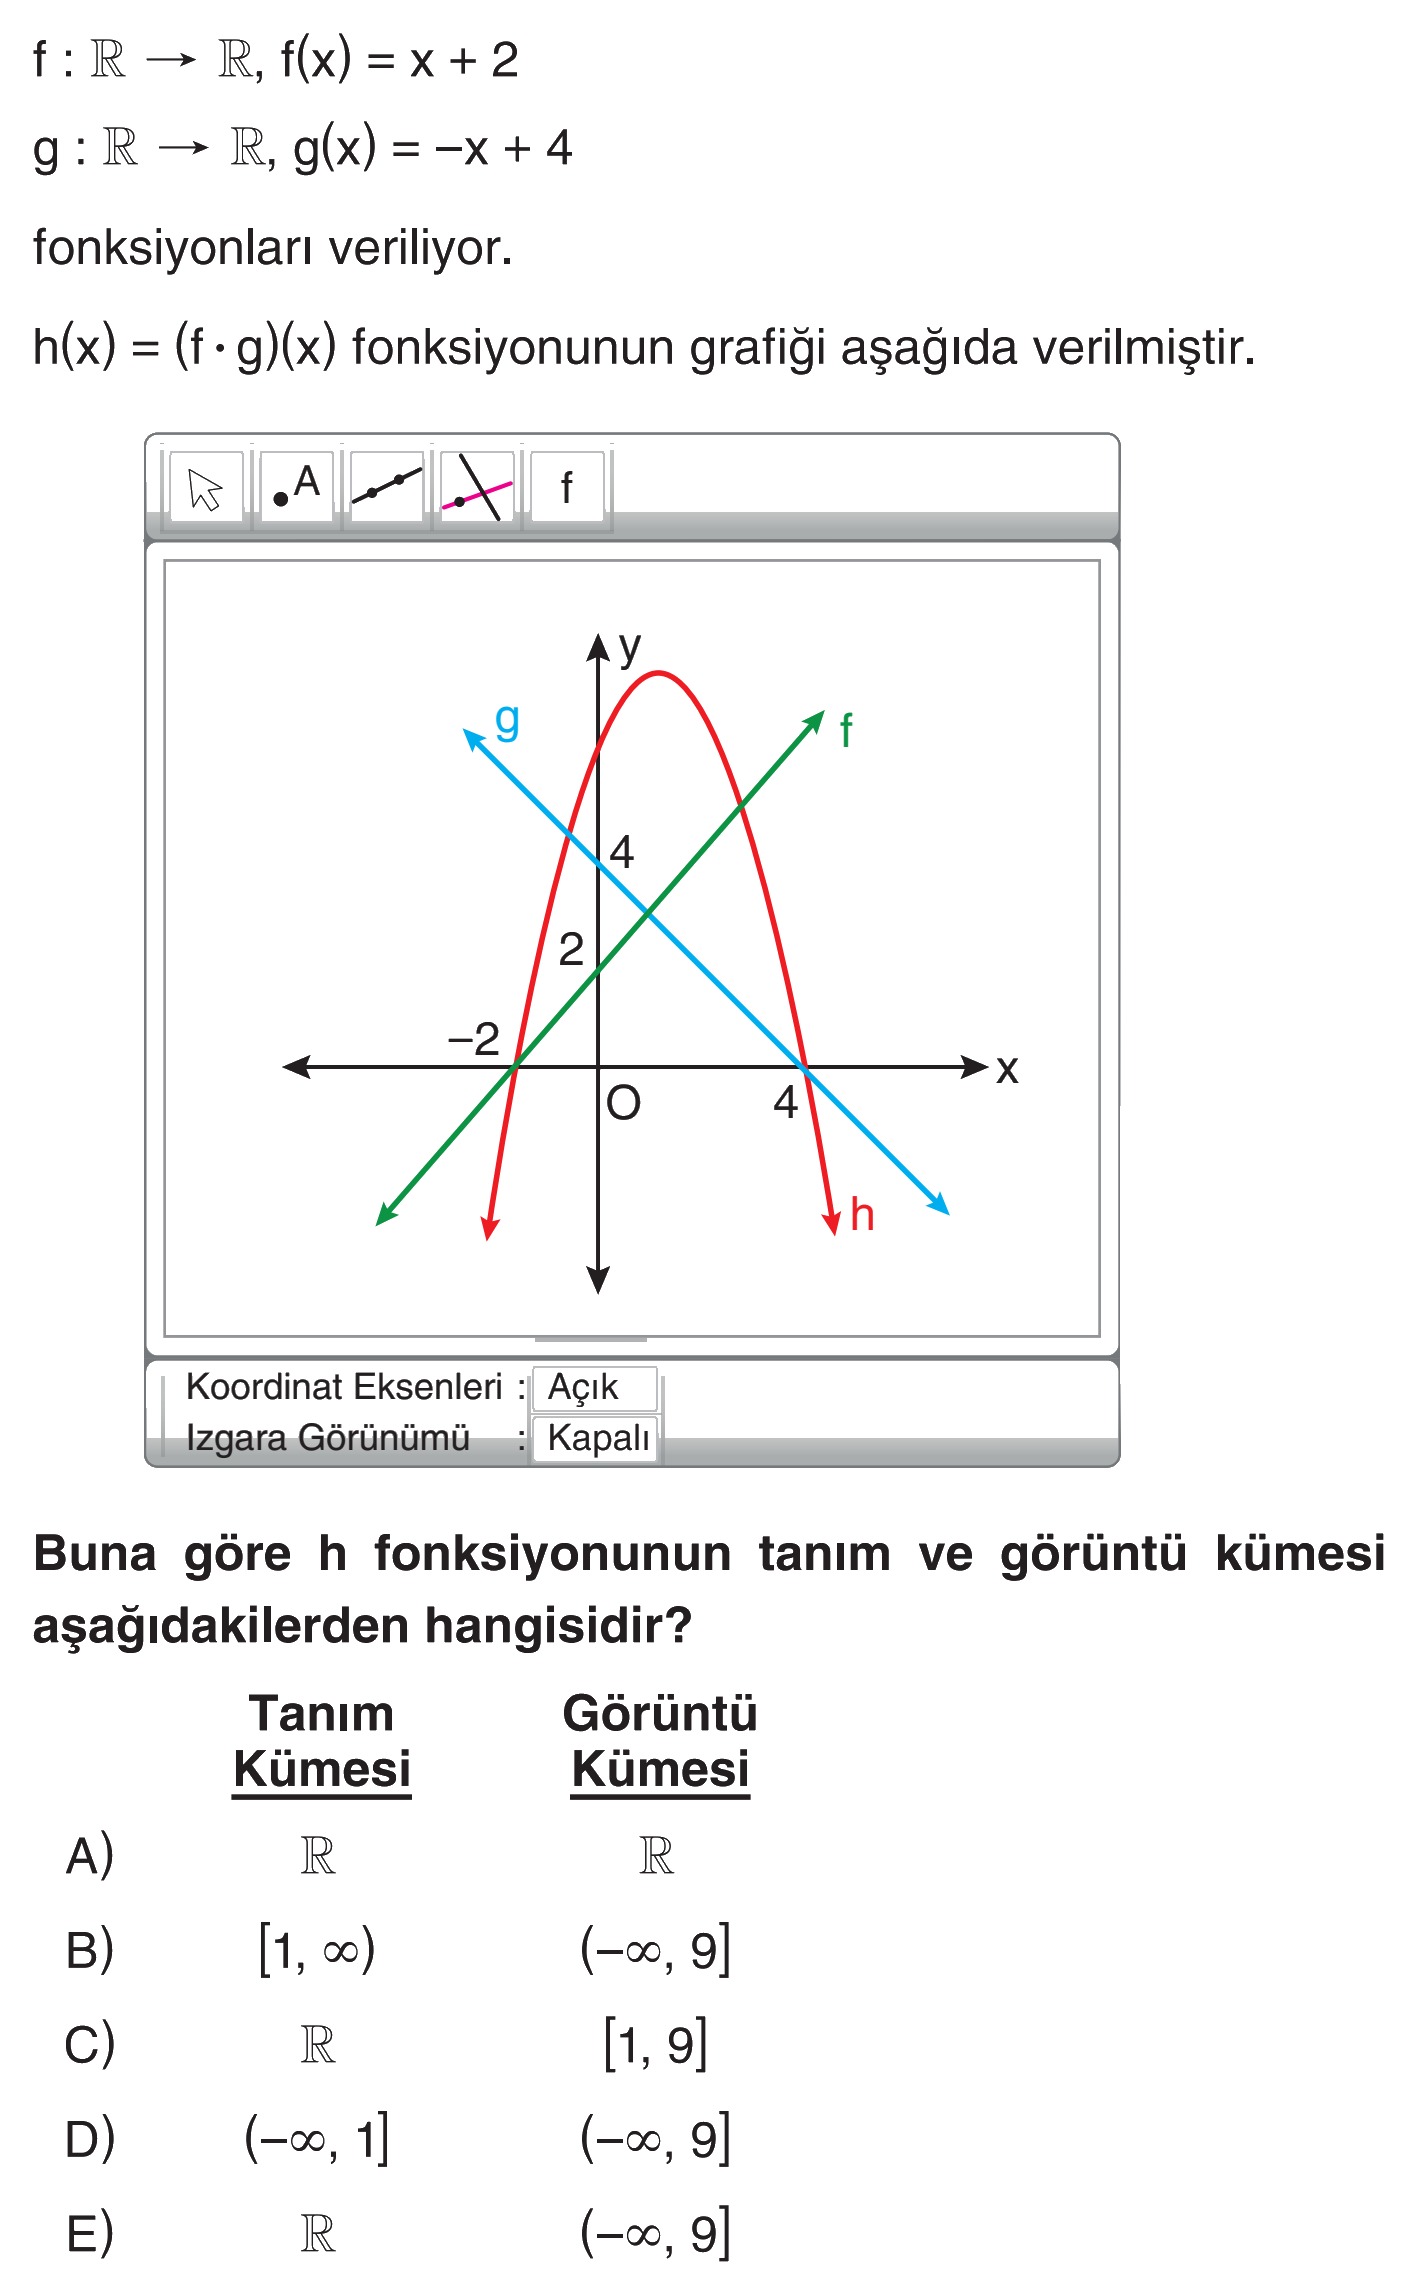 f : ℝ → ℝ, f(x) = x + 2
g : ℝ → ℝ, g(x) = –x + 4
fonksiyonları veriliyor.
h(x) = (f · g)(x) fonksiyonunun grafiği aşağıda verilmiştir.
A
f
y
g
f
4
2
–2
x
O
4
h
Koordinat Eksenleri : Açık
Izgara Görünümü : Kapalı
Buna göre h fonksiyonunun tanım ve görüntü kümesi
aşağıdakilerden hangisidir?
Tanım Görüntü
Kümesi Kümesi
A) ℝ ℝ
B) [1, ∞) (–∞, 9]
C) ℝ [1, 9]
D) (–∞, 1] (–∞, 9]
E) ℝ (–∞, 9]